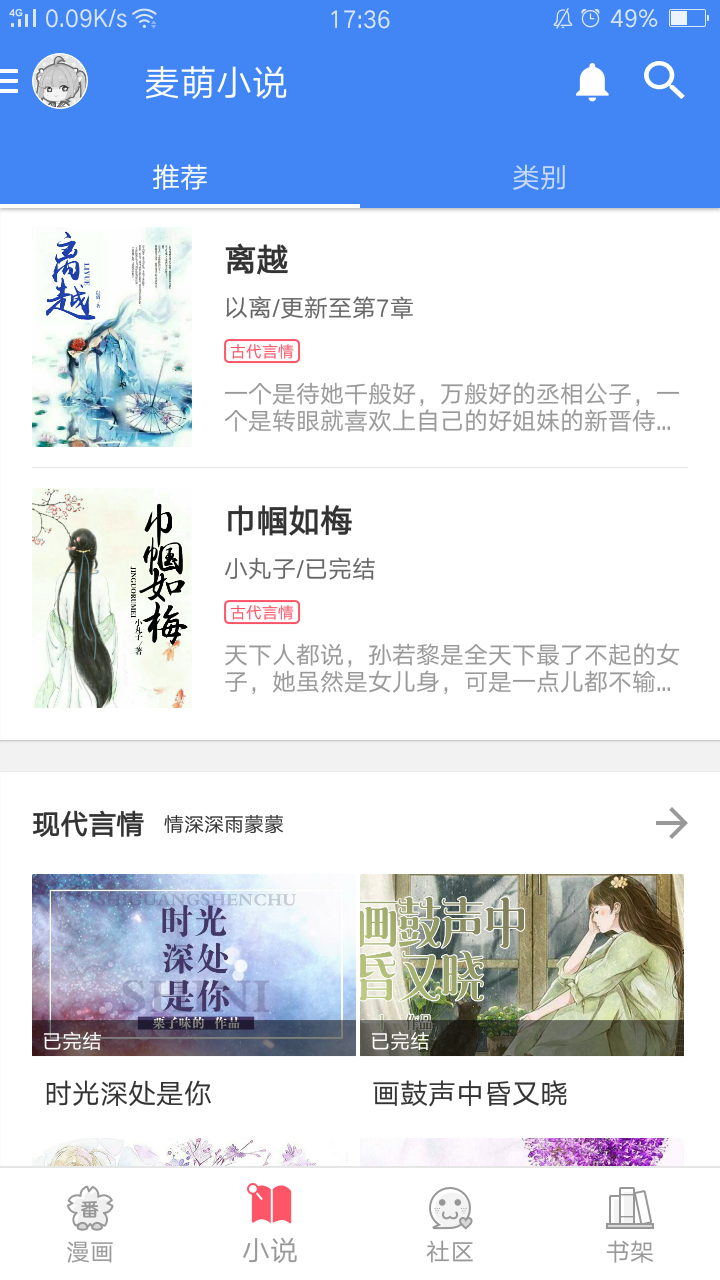 4G 0.09K/s 17:36 49%
麦萌小说
推荐 类别
离越
LIYUE
离越
以离/更新至第7章
古代言情
一个是待她千般好，万般好的丞相公子，一
个是转眼就喜欢上自己的好姐妹的新晋侍...
巾帼如梅
JINGUORUMEI
小丸子/著
巾帼如梅
小丸子/已完结
古代言情
天下人都说，孙若黎是全天下最了不起的女
子，她虽然是女儿身，可是一点儿都不输...
现代言情 情深深雨蒙蒙
SHIGUANGSHENCHU
时光
深处
是你
SHINI
栗子味的 作品
已完结
画鼓声中
昏又晓
作品
已完结
时光深处是你
画鼓声中昏又晓
番
漫画 小说 社区 书架